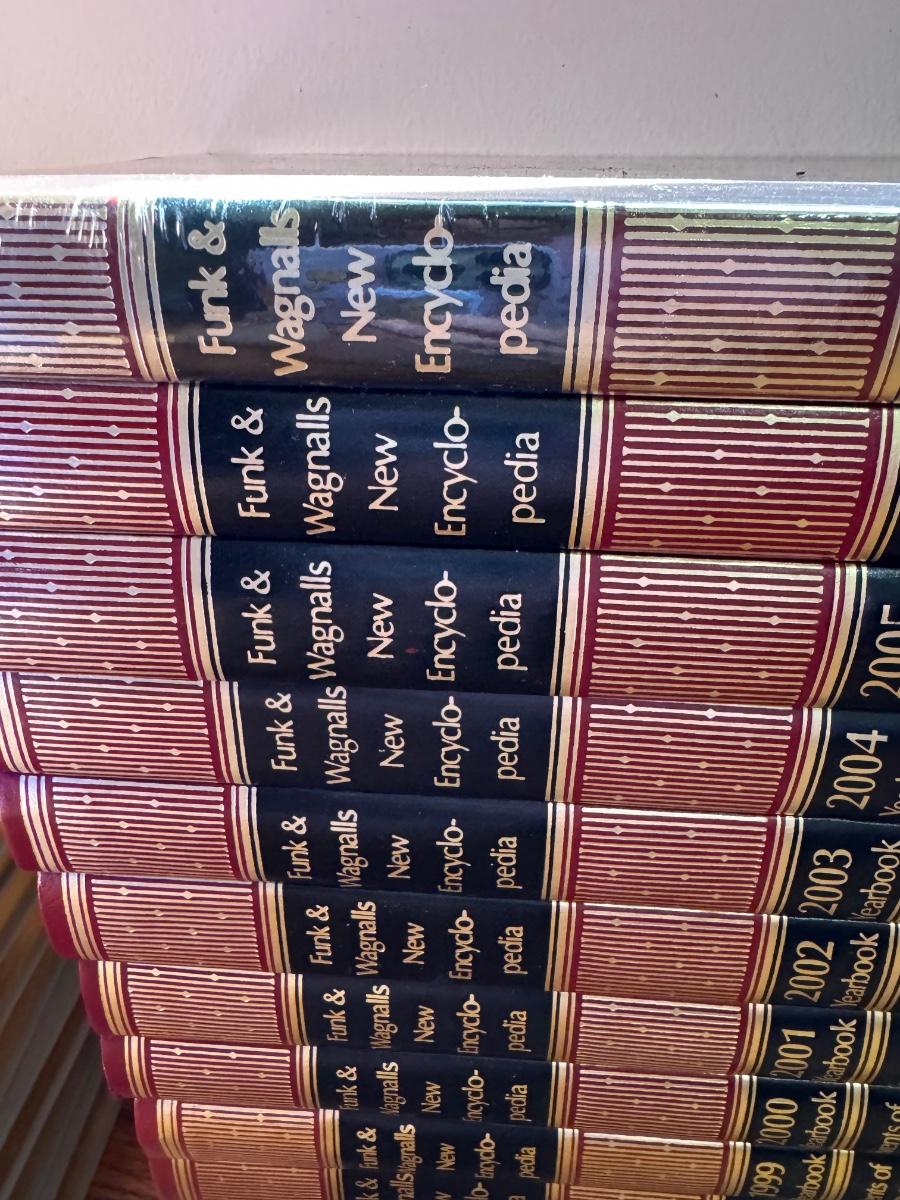 Funk &
Wagnalls
New
Encyclo-
pedia
Funk &
Wagnalls
New
Encyclo-
pedia
Funk &
Wagnalls
New
Encyclo-
pedia
2005
Funk &
Wagnalls
New
Encyclo-
pedia
2004
Funk &
Wagnalls
New
Encyclo-
pedia
2003
Yearbook
Funk &
Wagnalls
New
Encyclo-
pedia
2002
Yearbook
Funk &
Wagnalls
New
Encyclo-
pedia
2001
Yearbook
Funk &
Wagnalls
New
Encyclo-
pedia
2000
Yearbook
Funk &
Wagnalls
New
Encyclo-
pedia
1999
Yearbook